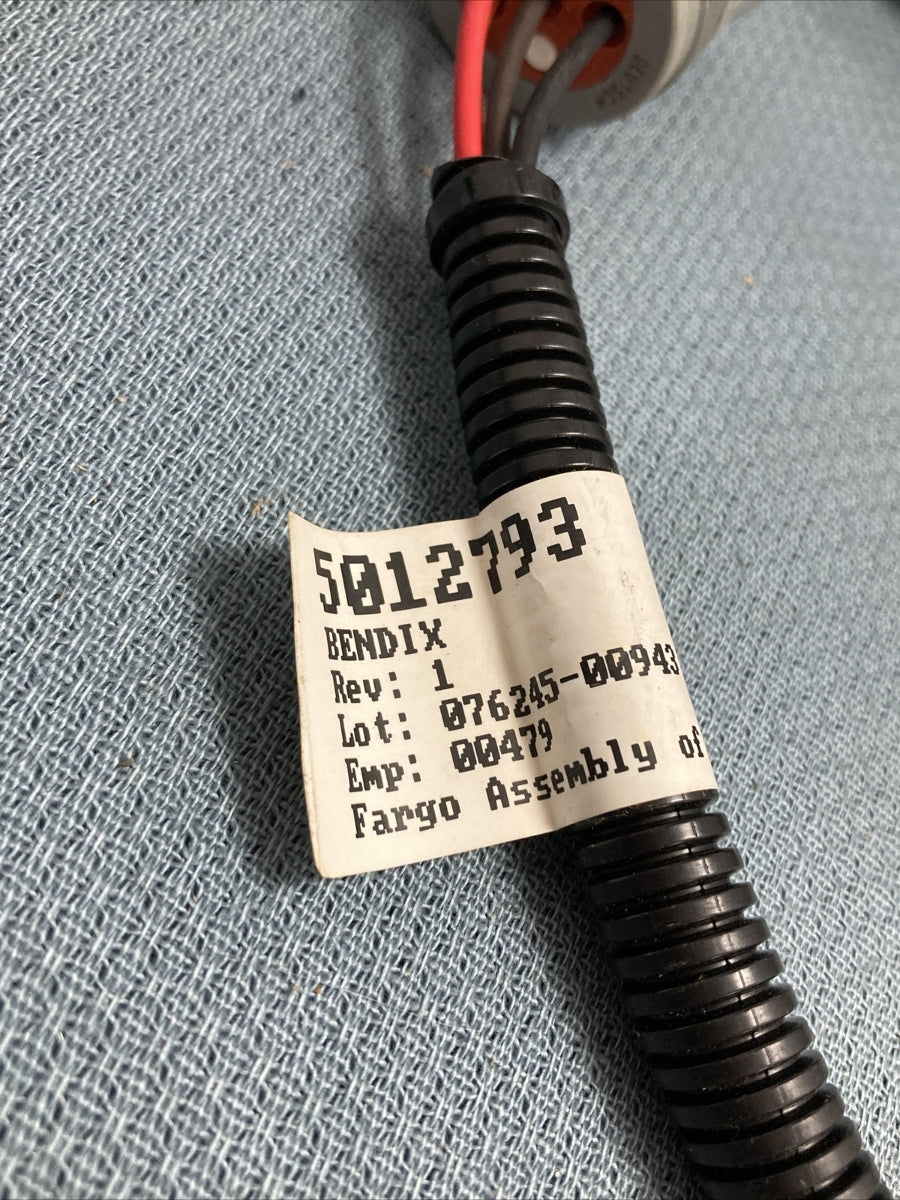 5012793
BENDIX
Rev: 1
Lot: 076245-00943
Emp: 00479
Fargo Assembly of